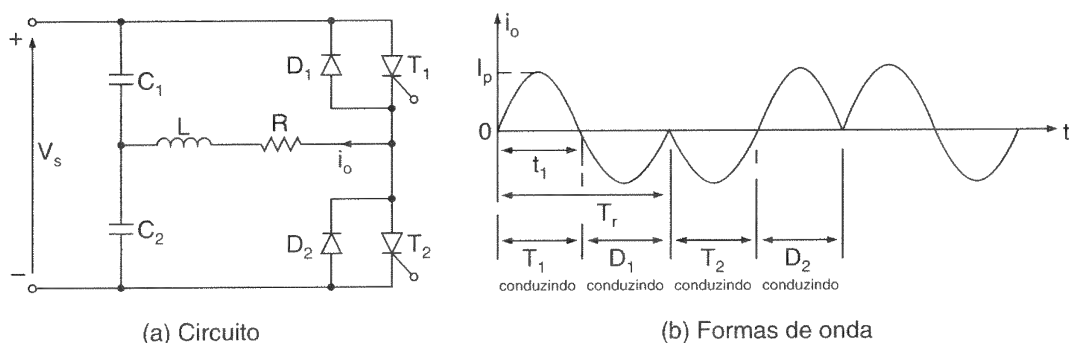 +
C₁
D₁
T₁
L
R
Vₛ
iₒ
C₂
D₂
T₂
−
(a) Circuito
iₒ
Iₚ
0
t
t₁
Tᵣ
T₁ D₁ T₂ D₂
conduzindo conduzindo conduzindo conduzindo
(b) Formas de onda